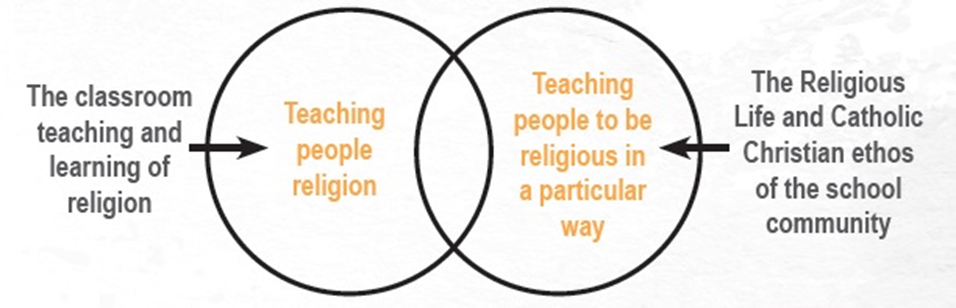 The classroom
teaching and
learning of
religion
Teaching
people
religion
Teaching
people to be
religious in
a particular
way
The Religious
Life and Catholic
Christian ethos
of the school
community